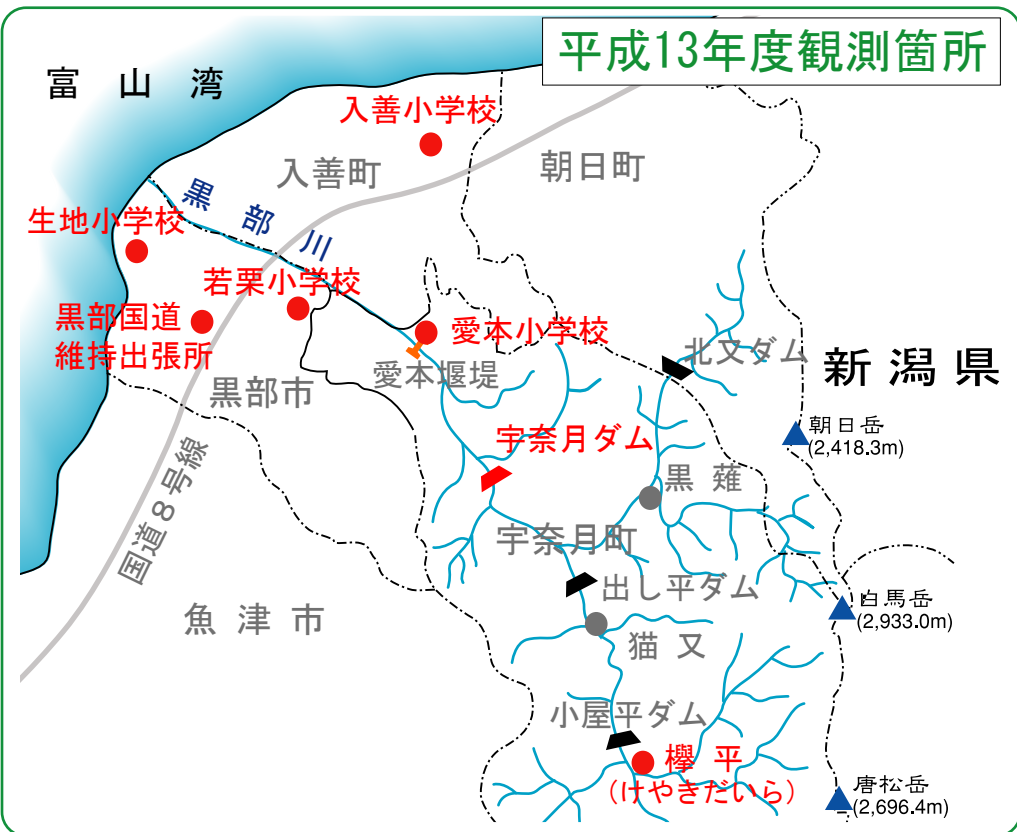 平成13年度観測箇所
富山湾
入善小学校
入善町
朝日町
黒部川
生地小学校
若栗小学校
黒部国道
維持出張所
愛本小学校
愛本堰堤
北又ダム
新潟県
黒部市
朝日岳
(2,418.3m)
宇奈月ダム
黒薙
国道8号線
宇奈月町
出し平ダム
白馬岳
(2,933.0m)
魚津市
猫又
小屋平ダム
欅平
(けやきだいら)
唐松岳
(2,696.4m)